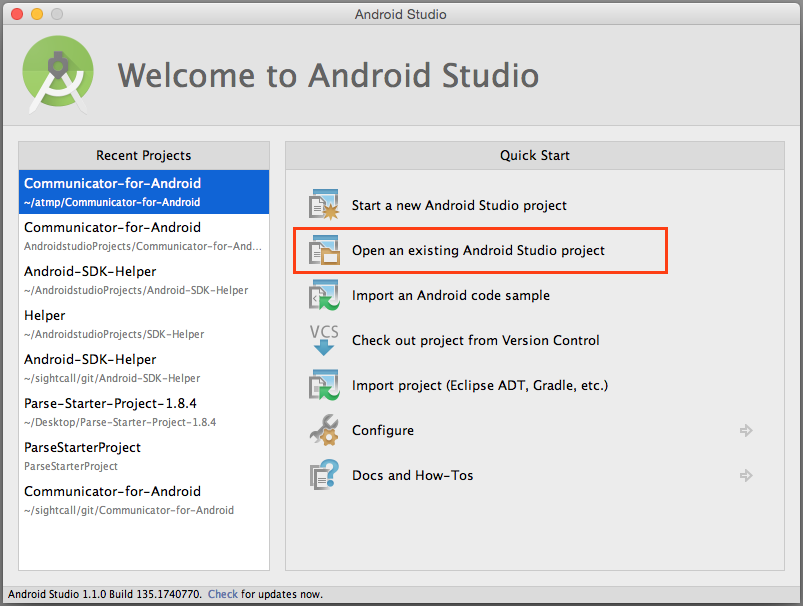 Android Studio
Welcome to Android Studio
Recent Projects
Communicator-for-Android
~/atmp/Communicator-for-Android
Communicator-for-Android
AndroidstudioProjects/Communicator-for-And...
Android-SDK-Helper
~/AndroidstudioProjects/Android-SDK-Helper
Helper
~/AndroidstudioProjects/SDK-Helper
Android-SDK-Helper
~/sightcall/git/Android-SDK-Helper
Parse-Starter-Project-1.8.4
~/Desktop/Parse-Starter-Project-1.8.4
ParseStarterProject
ParseStarterProject
Communicator-for-Android
~/sightcall/git/Communicator-for-Android
Quick Start
Start a new Android Studio project
Open an existing Android Studio project
Import an Android code sample
VCS
Check out project from Version Control
Import project (Eclipse ADT, Gradle, etc.)
Configure
Docs and How-Tos
Android Studio 1.1.0 Build 135.1740770. Check for updates now.